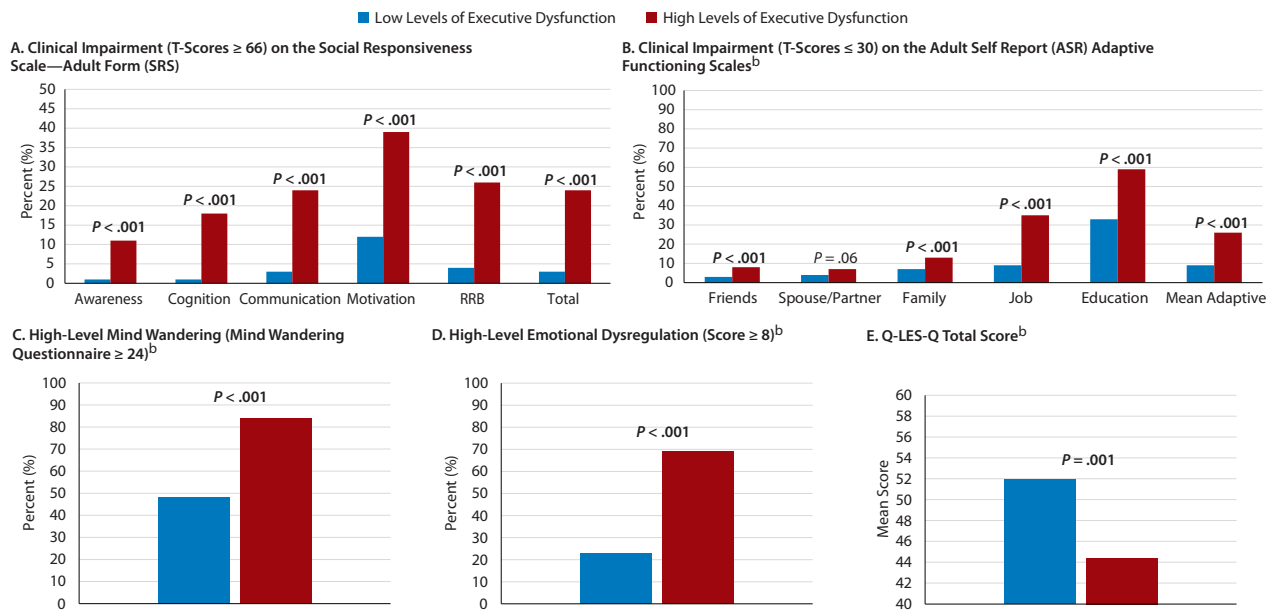 Low Levels of Executive Dysfunction
High Levels of Executive Dysfunction
A. Clinical Impairment (T-Scores ≥ 66) on the Social Responsiveness
Scale—Adult Form (SRS)
Percent (%)
50
45
40
35
30
25
20
15
10
5
0
P < .001
P < .001
P < .001
P < .001
P < .001
P < .001
Awareness
Cognition
Communication
Motivation
RRB
Total
B. Clinical Impairment (T-Scores ≤ 30) on the Adult Self Report (ASR) Adaptive
Functioning Scalesb
Percent (%)
100
90
80
70
60
50
40
30
20
10
0
P < .001
P = .06
P < .001
P < .001
P < .001
P < .001
Friends
Spouse/Partner
Family
Job
Education
Mean Adaptive
C. High-Level Mind Wandering (Mind Wandering
Questionnaire ≥ 24)b
Percent (%)
100
90
80
70
60
50
40
30
20
10
0
P < .001
D. High-Level Emotional Dysregulation (Score ≥ 8)b
Percent (%)
100
90
80
70
60
50
40
30
20
10
0
P < .001
E. Q-LES-Q Total Scoreb
Mean Score
60
58
56
54
52
50
48
46
44
42
40
P = .001